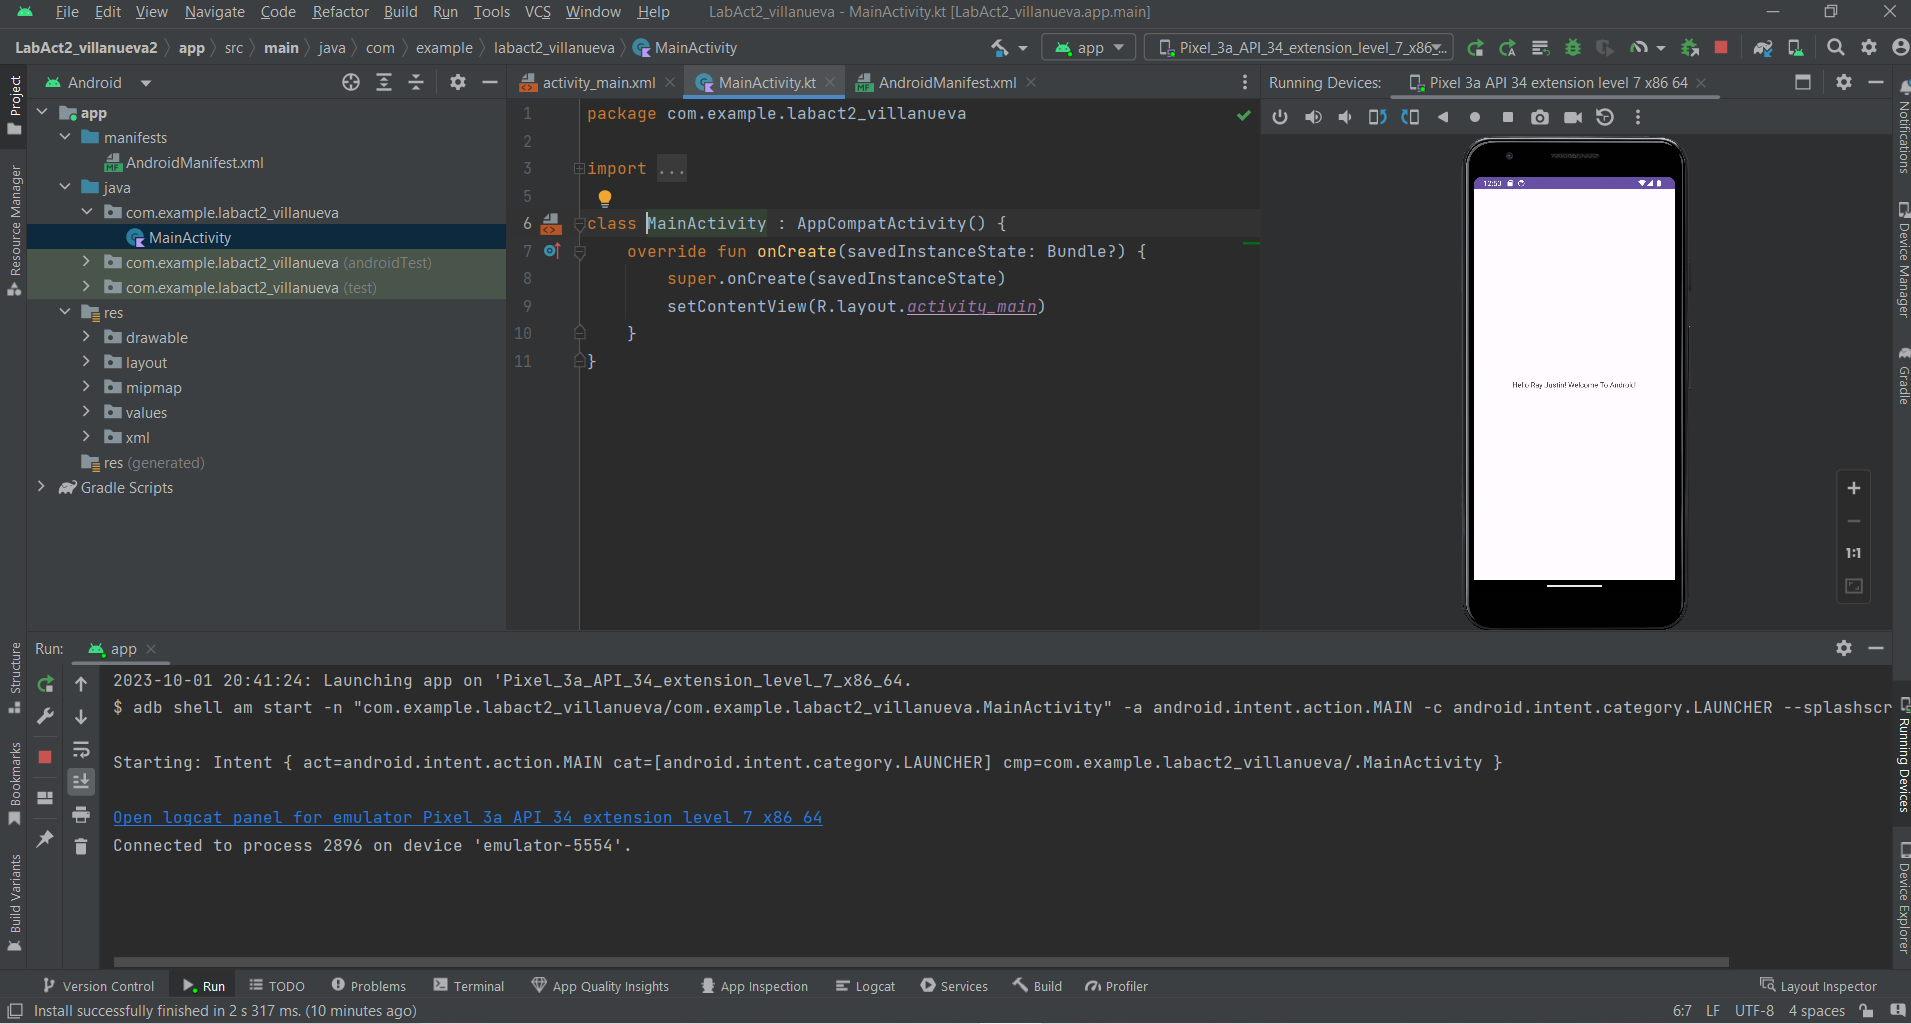 File Edit View Navigate Code Refactor Build Run Tools VCS Window Help LabAct2_villanueva - MainActivity.kt [LabAct2_villanueva.app.main]
LabAct2_villanueva2 app src main java com example labact2_villanueva MainActivity app Pixel_3a_API_34_extension_level_7_x86...
Android activity_main.xml MainActivity.kt AndroidManifest.xml Running Devices: Pixel 3a API 34 extension level 7 x86 64
Project
Resource Manager
Structure
Bookmarks
Build Variants
app
manifests
AndroidManifest.xml
java
com.example.labact2_villanueva
MainActivity
com.example.labact2_villanueva (androidTest)
com.example.labact2_villanueva (test)
res
drawable
layout
mipmap
values
xml
res (generated)
Gradle Scripts
1 package com.example.labact2_villanueva
2
3 import ...
5
6 class MainActivity : AppCompatActivity() {
7 override fun onCreate(savedInstanceState: Bundle?) {
8 super.onCreate(savedInstanceState)
9 setContentView(R.layout.activity_main)
10 }
11 }
12:50
Hello Ray Justin! Welcome To Android!
1:1
Notifications
Device Manager
Gradle
Running Devices
Device Explorer
Run: app
2023-10-01 20:41:24: Launching app on 'Pixel_3a_API_34_extension_level_7_x86_64.
$ adb shell am start -n "com.example.labact2_villanueva/com.example.labact2_villanueva.MainActivity" -a android.intent.action.MAIN -c android.intent.category.LAUNCHER --splashscr
Starting: Intent { act=android.intent.action.MAIN cat=[android.intent.category.LAUNCHER] cmp=com.example.labact2_villanueva/.MainActivity }
Open logcat panel for emulator Pixel 3a API 34 extension level 7 x86 64
Connected to process 2896 on device 'emulator-5554'.
Version Control Run TODO Problems Terminal App Quality Insights App Inspection Logcat Services Build Profiler Layout Inspector
Install successfully finished in 2 s 317 ms. (10 minutes ago) 6:7 LF UTF-8 4 spaces